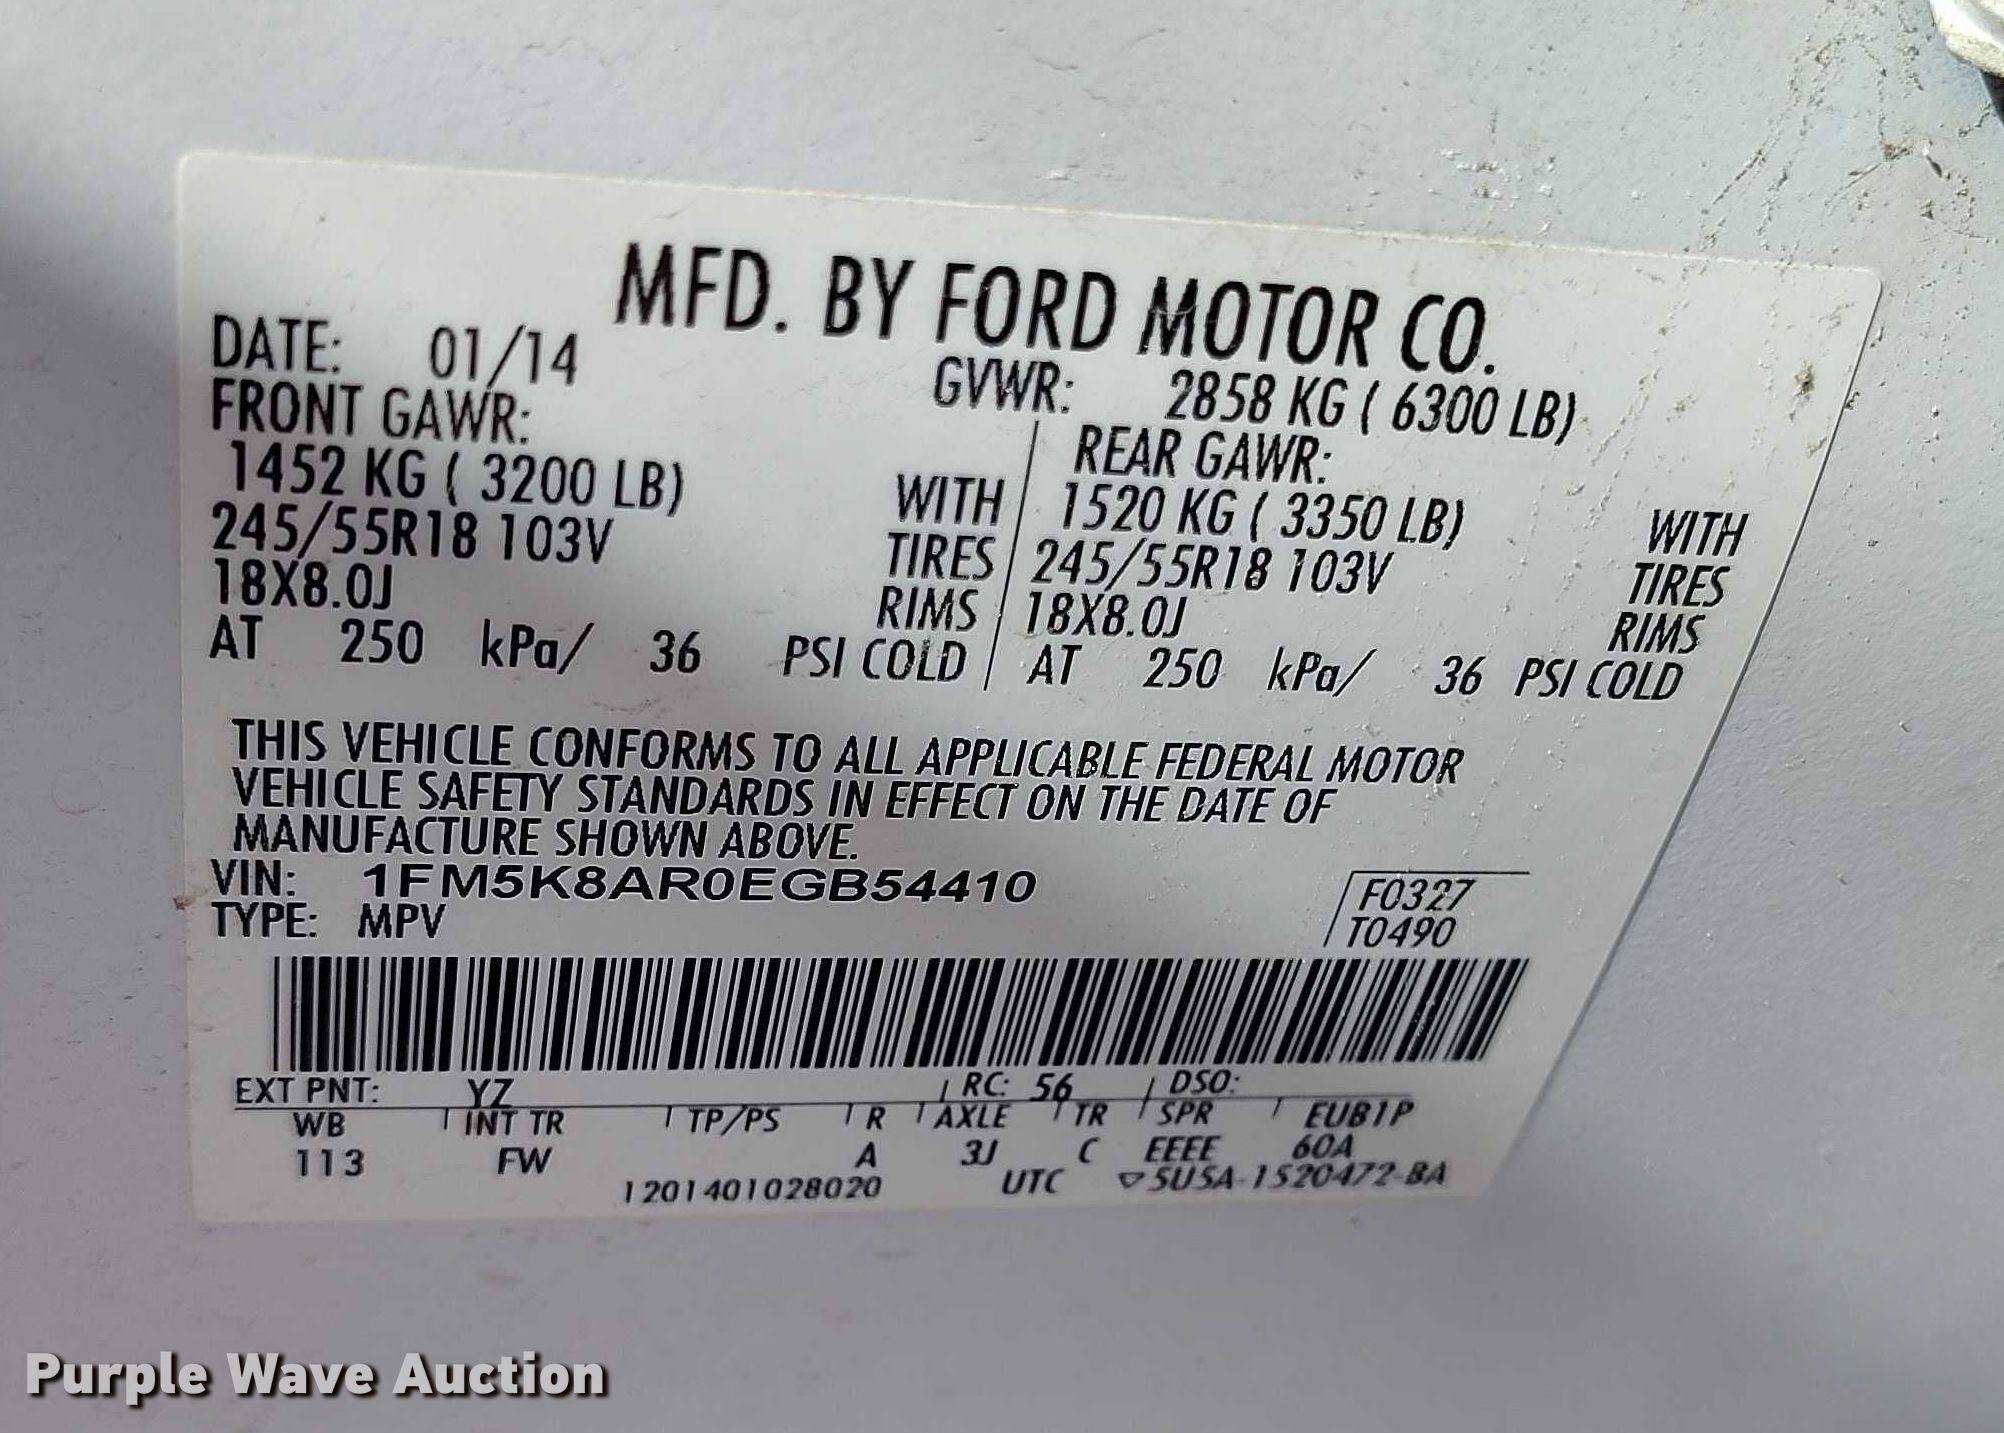 MFD. BY FORD MOTOR CO.
DATE: 01/14 GVWR: 2858 KG ( 6300 LB)
FRONT GAWR: REAR GAWR:
1452 KG ( 3200 LB) WITH 1520 KG ( 3350 LB) WITH
245/55R18 103V TIRES 245/55R18 103V TIRES
18X8.0J RIMS 18X8.0J RIMS
AT 250 kPa/ 36 PSI COLD AT 250 kPa/ 36 PSI COLD
THIS VEHICLE CONFORMS TO ALL APPLICABLE FEDERAL MOTOR
VEHICLE SAFETY STANDARDS IN EFFECT ON THE DATE OF
MANUFACTURE SHOWN ABOVE.
VIN: 1FM5K8AR0EGB54410 F0327
TYPE: MPV T0490
EXT PNT: YZ RC: 56 DSO:
WB INT TR TP/PS R AXLE TR SPR EUB1P
113 FW A 3J C EEEE 60A
1201401028020 UTC ▽5U5A-1520472-BA
Purple Wave Auction